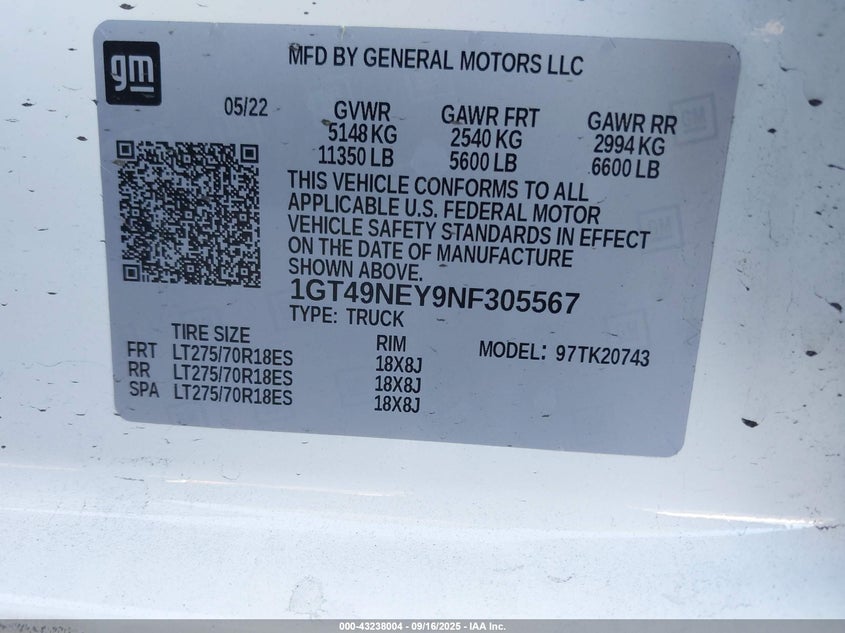 gm
MFD BY GENERAL MOTORS LLC
05/22
GVWR
5148 KG
11350 LB
GAWR FRT
2540 KG
5600 LB
GAWR RR
2994 KG
6600 LB
THIS VEHICLE CONFORMS TO ALL
APPLICABLE U.S. FEDERAL MOTOR
VEHICLE SAFETY STANDARDS IN EFFECT
ON THE DATE OF MANUFACTURE
SHOWN ABOVE.
1GT49NEY9NF305567
TYPE: TRUCK
TIRE SIZE RIM MODEL: 97TK20743
FRT LT275/70R18ES 18X8J
RR LT275/70R18ES 18X8J
SPA LT275/70R18ES 18X8J
000-43238004 - 09/16/2025 - IAA Inc.